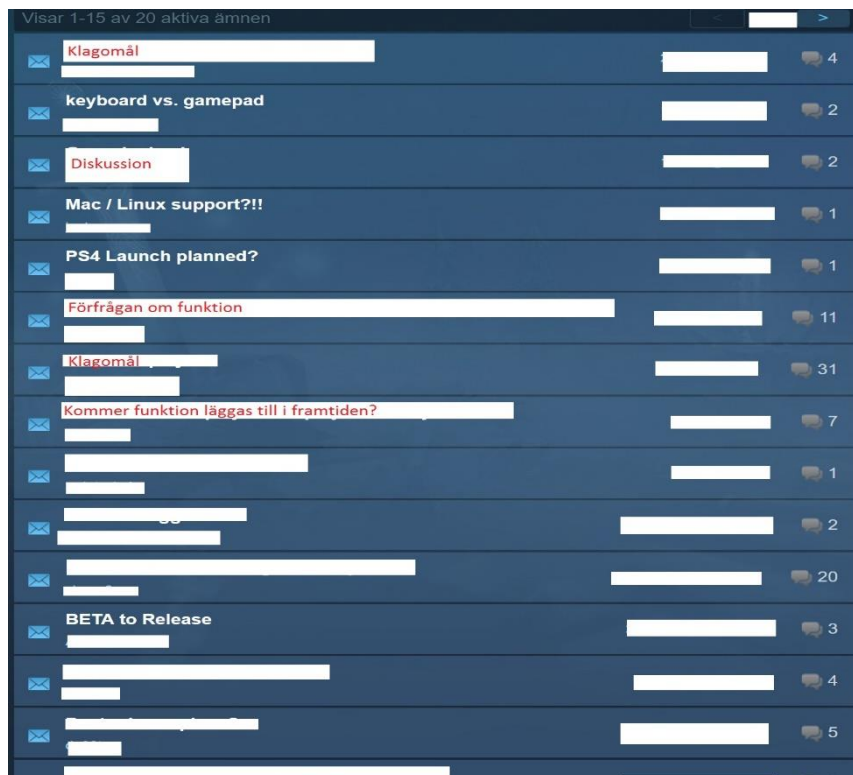 Visar 1-15 av 20 aktiva ämnen < >
Klagomål 4
keyboard vs. gamepad 2
Diskussion 2
Mac / Linux support?!! 1
PS4 Launch planned? 1
Förfrågan om funktion 11
Klagomål 31
Kommer funktion läggas till i framtiden? 7
1
2
20
BETA to Release 3
4
5